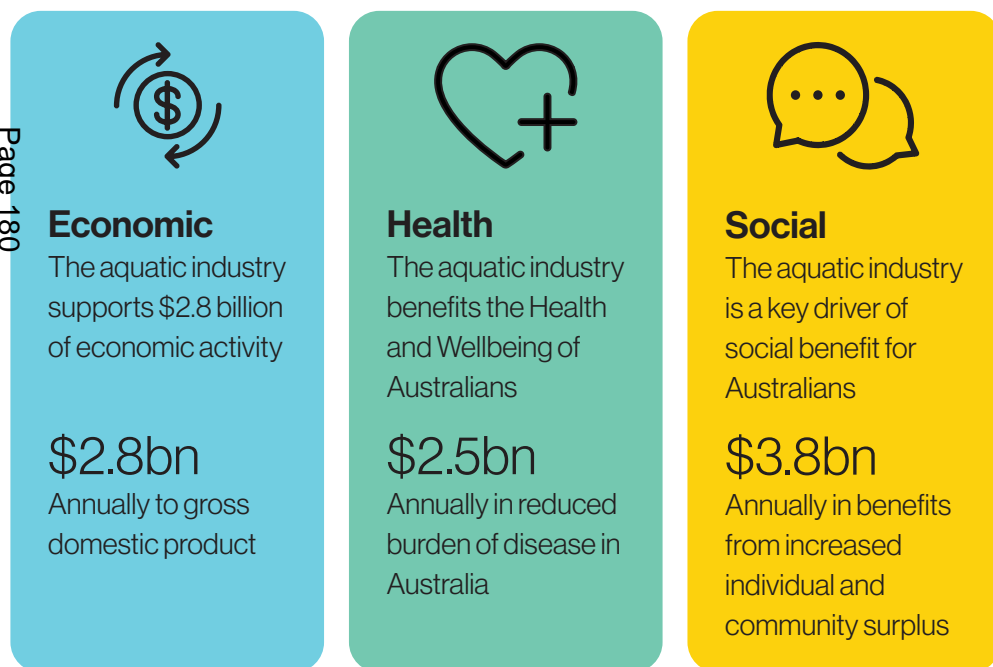 Page 180
Economic
The aquatic industry
supports $2.8 billion
of economic activity
$2.8bn
Annually to gross
domestic product
Health
The aquatic industry
benefits the Health
and Wellbeing of
Australians
$2.5bn
Annually in reduced
burden of disease in
Australia
Social
The aquatic industry
is a key driver of
social benefit for
Australians
$3.8bn
Annually in benefits
from increased
individual and
community surplus